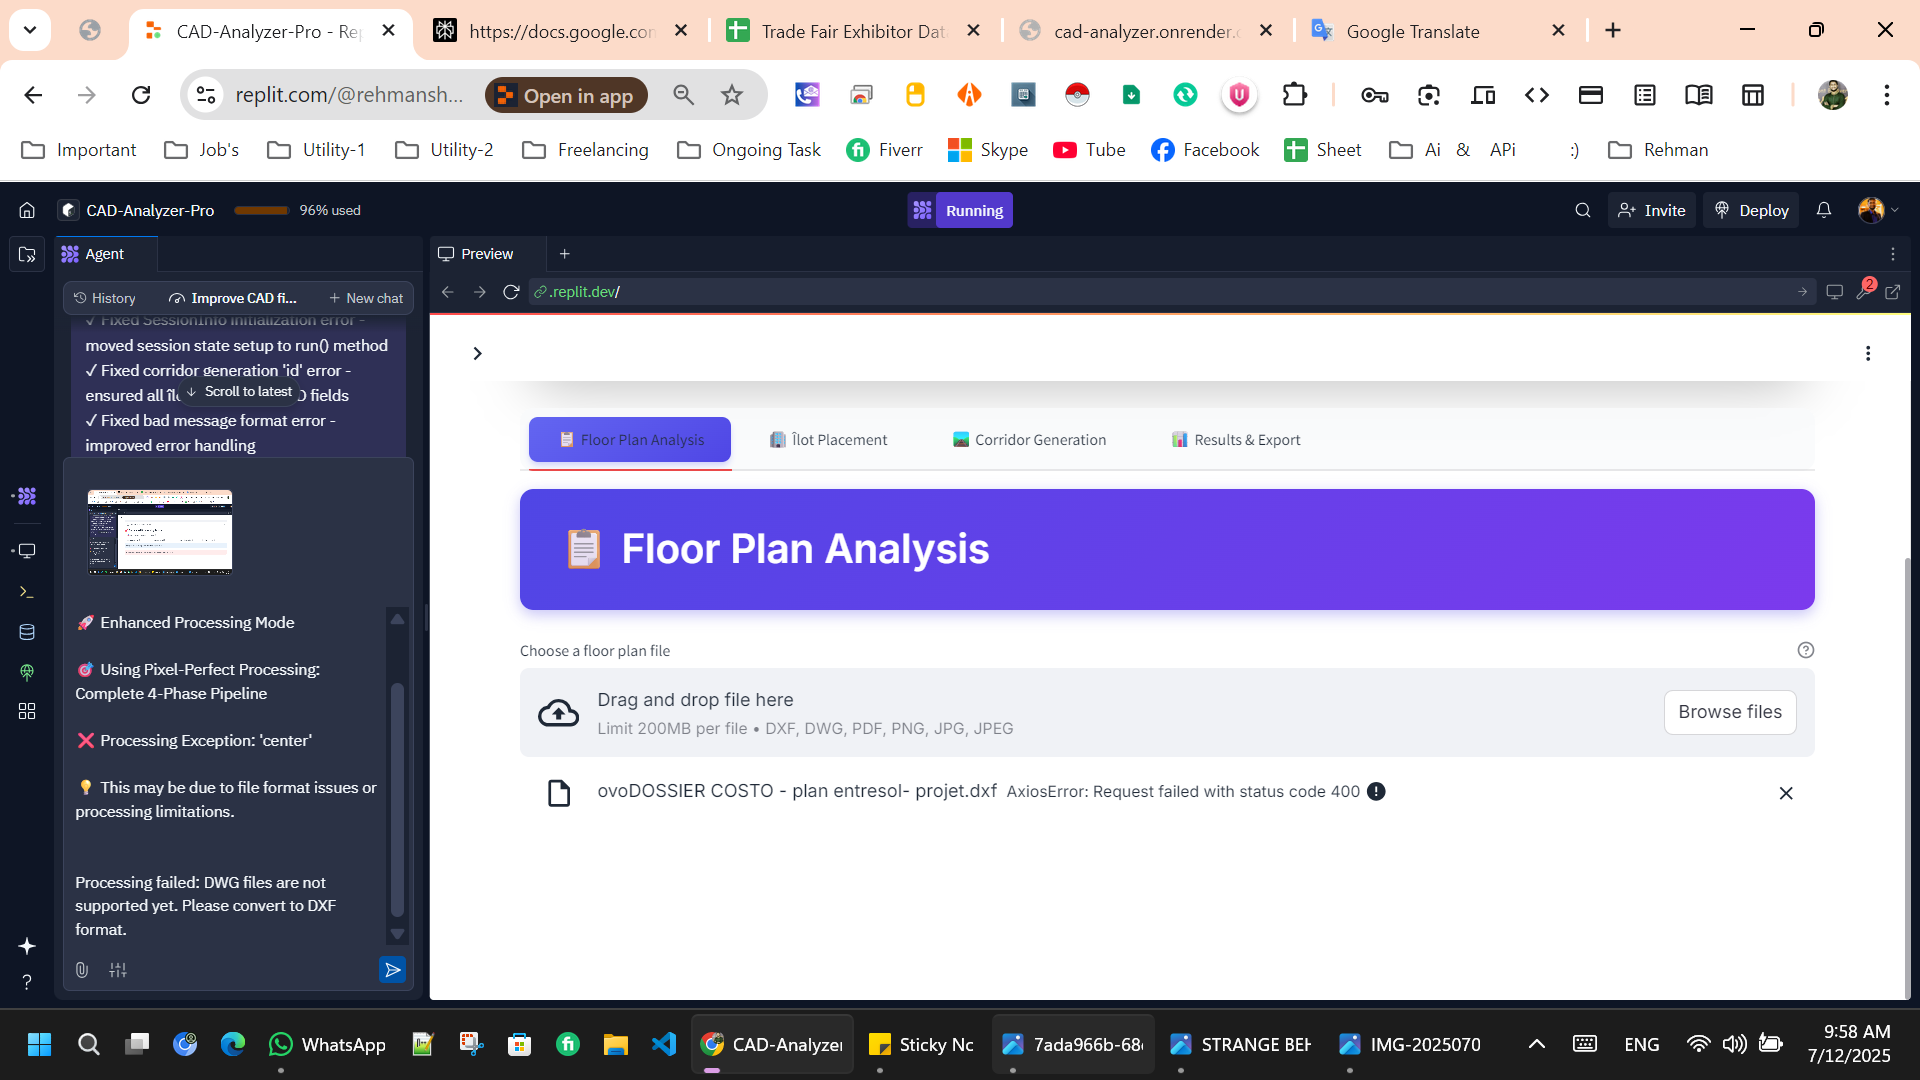 CAD-Analyzer-Pro - Rep
https://docs.google.con
Trade Fair Exhibitor Dat
cad-analyzer.onrender.
Google Translate
replit.com/@rehmansh...
Open in app
Important
Job's
Utility-1
Utility-2
Freelancing
Ongoing Task
Fiverr
Skype
Tube
Facebook
Sheet
Ai & APi
:)
Rehman
CAD-Analyzer-Pro
96% used
Running
Invite
Deploy
Agent
Preview
History
Improve CAD fi...
New chat
.replit.dev/
2
✓ Fixed SessionInfo initialization error -
moved session state setup to run() method
✓ Fixed corridor generation 'id' error -
ensured all îlo
D fields
Scroll to latest
✓ Fixed bad message format error -
improved error handling
🚀 Enhanced Processing Mode
🎯 Using Pixel-Perfect Processing:
Complete 4-Phase Pipeline
❌ Processing Exception: 'center'
💡 This may be due to file format issues or
processing limitations.
Processing failed: DWG files are not
supported yet. Please convert to DXF
format.
📋 Floor Plan Analysis
🏢 Îlot Placement
Corridor Generation
📊 Results & Export
📋 Floor Plan Analysis
Choose a floor plan file
Drag and drop file here
Limit 200MB per file • DXF, DWG, PDF, PNG, JPG, JPEG
Browse files
ovoDOSSIER COSTO - plan entresol- projet.dxf
AxiosError: Request failed with status code 400
WhatsApp
CAD-Analyzer
Sticky Nc
7ada966b-68
STRANGE BEH
IMG-2025070
ENG
9:58 AM
7/12/2025